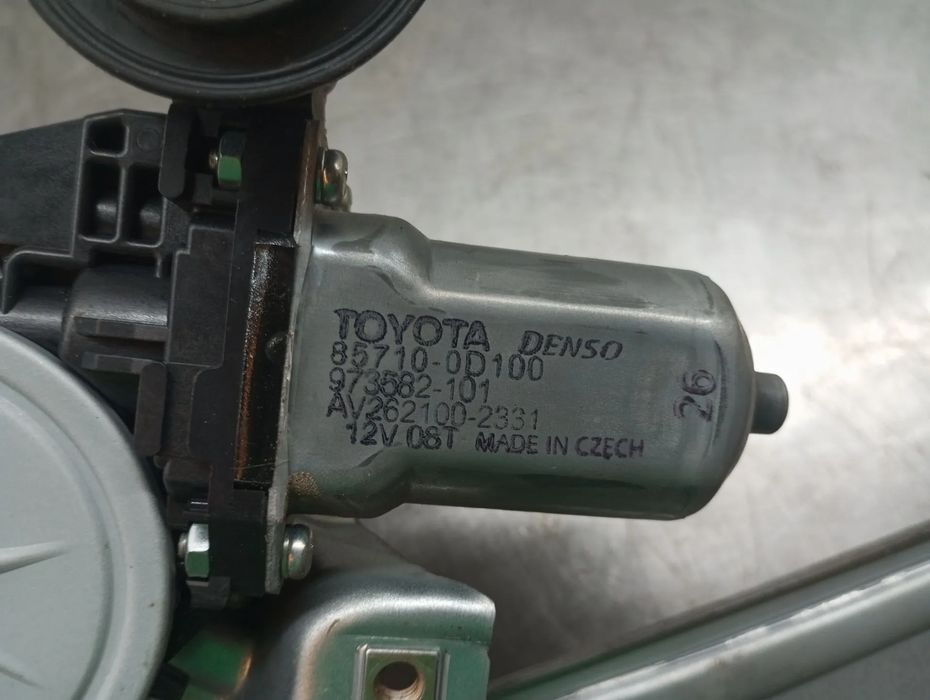 TOYOTA DENSO
85710-0D100
973582-101
AV262100-2331
12V 08T MADE IN CZECH
26